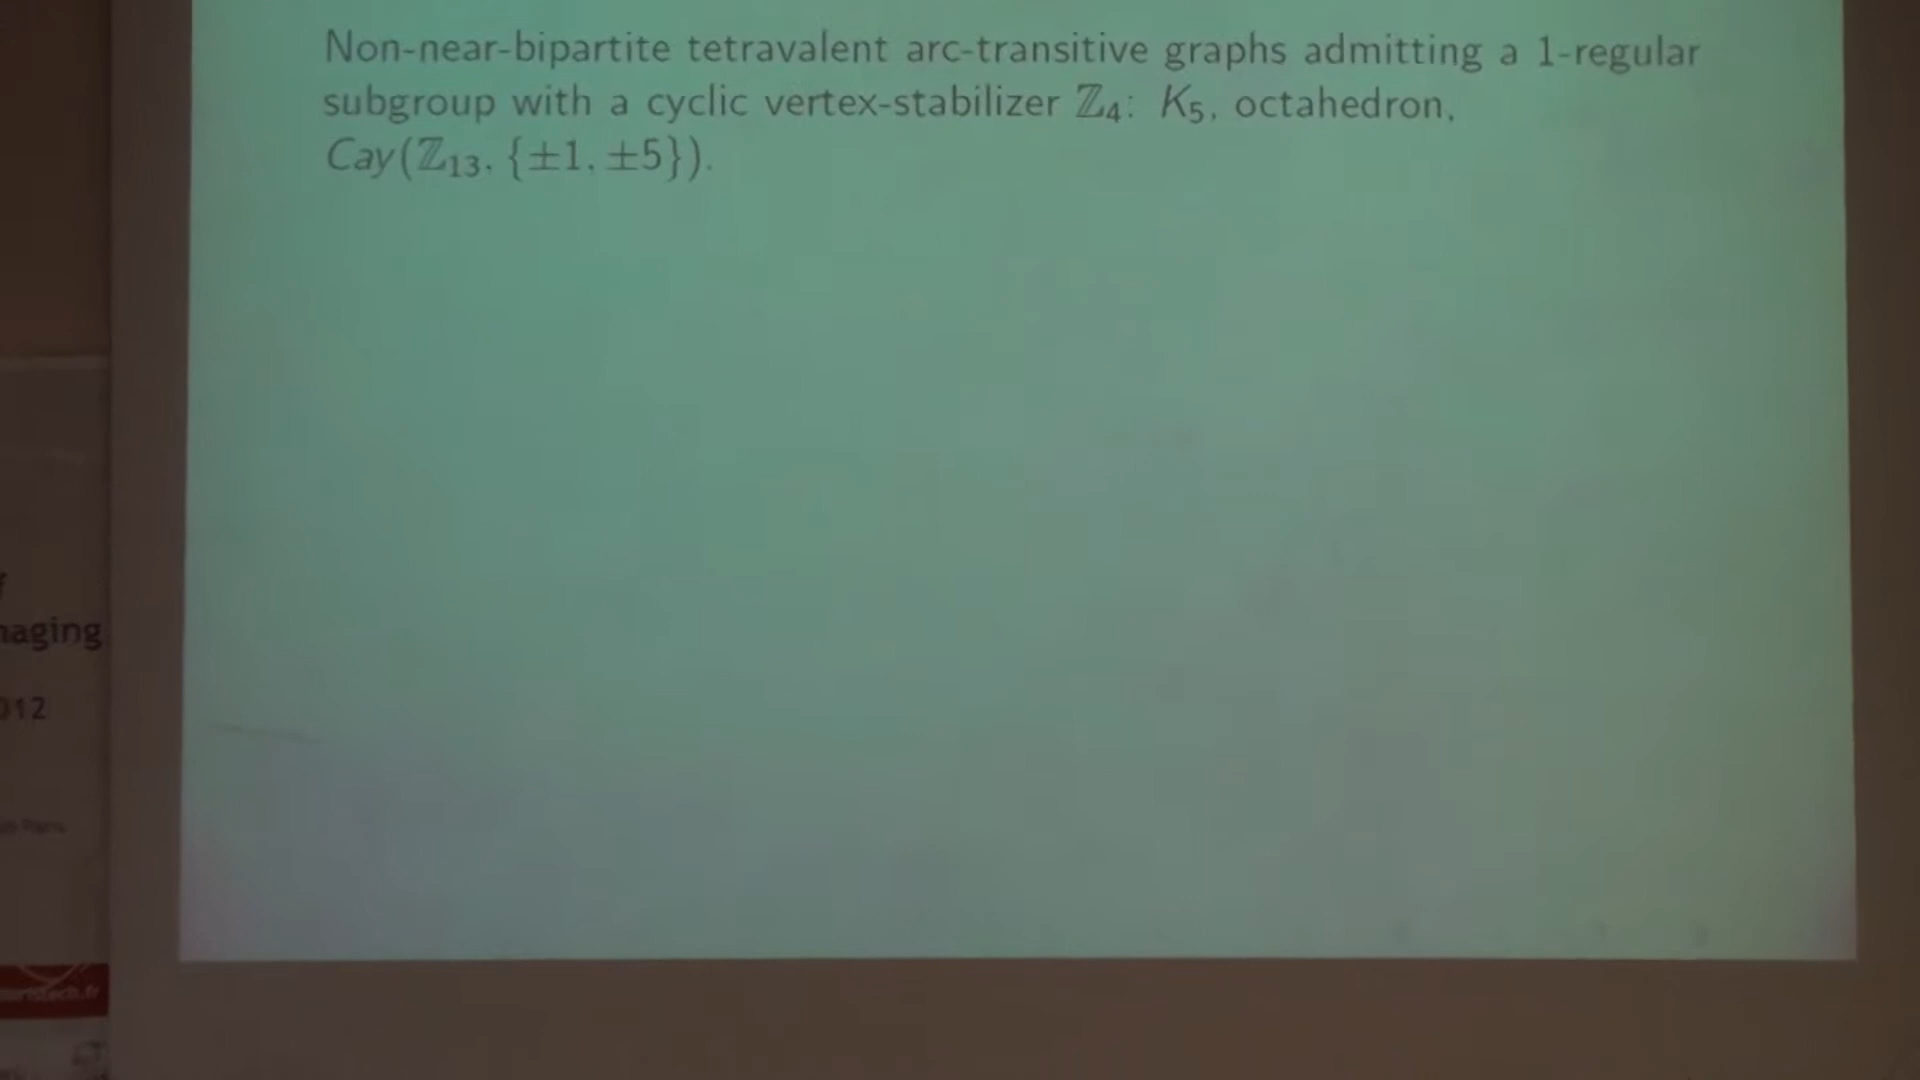 Non-near-bipartite tetravalent arc-transitive graphs admitting a 1-regular
subgroup with a cyclic vertex-stabilizer ℤ₄: K₅, octahedron,
Cay(ℤ₁₃, {±1, ±5}).
naging
012